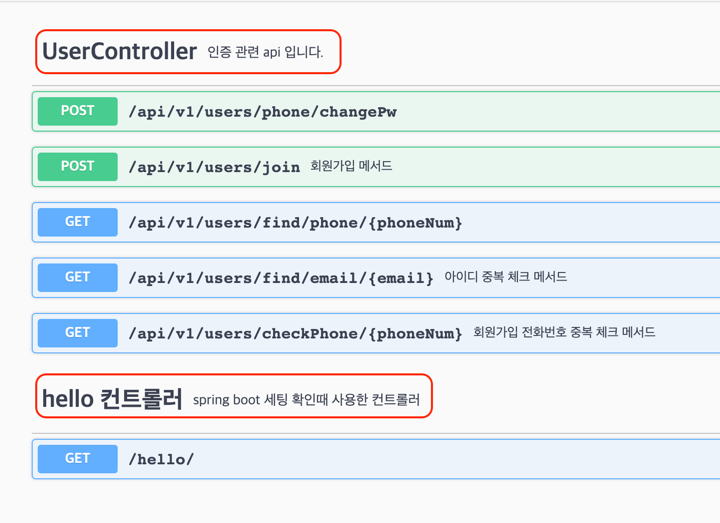 UserController 인증 관련 api 입니다.
POST /api/v1/users/phone/changePw
POST /api/v1/users/join 회원가입 메서드
GET /api/v1/users/find/phone/{phoneNum}
GET /api/v1/users/find/email/{email} 아이디 중복 체크 메서드
GET /api/v1/users/checkPhone/{phoneNum} 회원가입 전화번호 중복 체크 메서드
hello 컨트롤러 spring boot 세팅 확인때 사용한 컨트롤러
GET /hello/